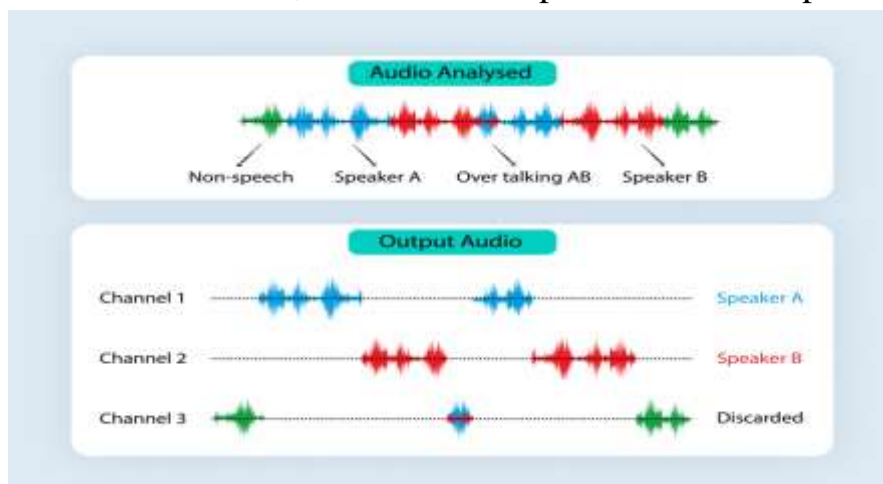 Audio Analysed
Non-speech Speaker A Over talking AB Speaker B
Output Audio
Channel 1 Speaker A
Channel 2 Speaker B
Channel 3 Discarded